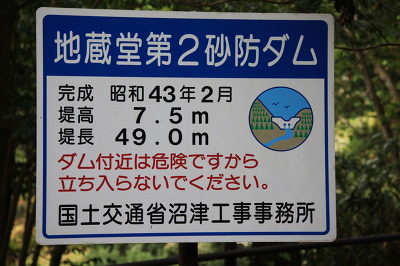 地蔵堂第2砂防ダム
完成 昭和43年2月
堤高 7.5m
堤長 49.0m
ダム付近は危険ですから
立ち入らないでください。
国土交通省沼津工事事務所